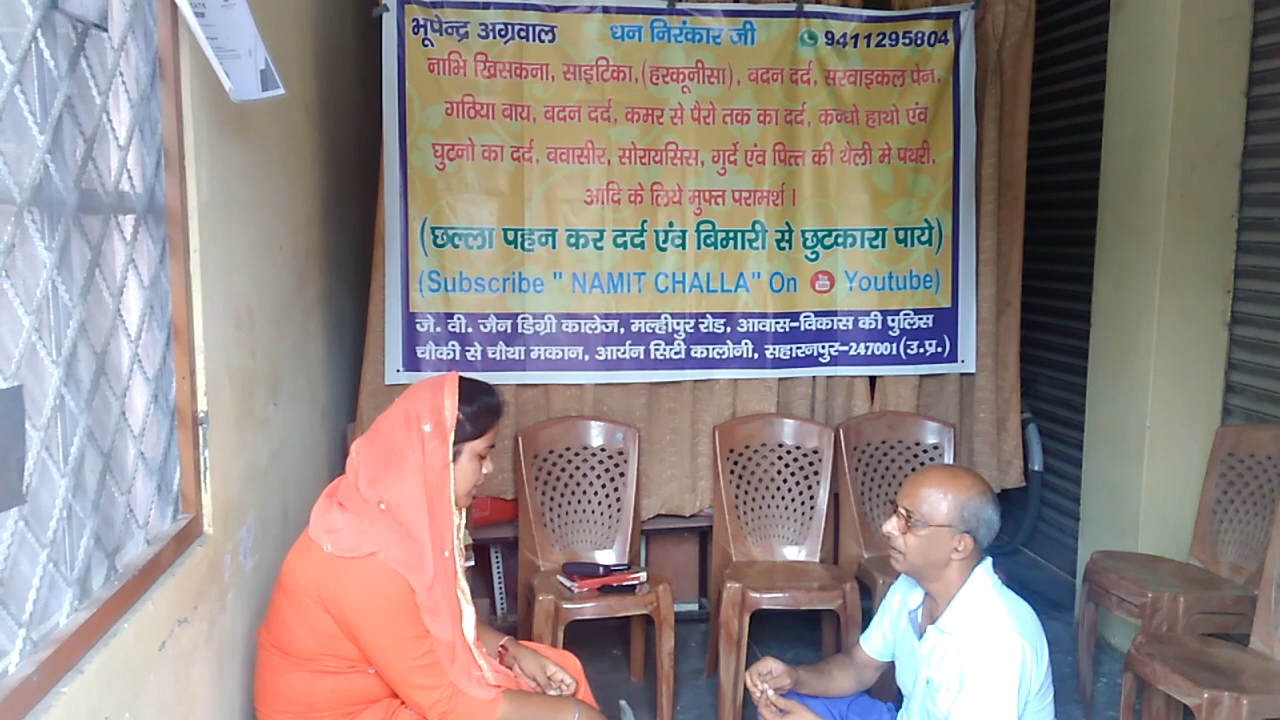 भूपेन्द्र अग्रवाल धन निरंकार जी 9411295804
नाभि खिसकना, साइटिका,(हरकूनीसा), बदन दर्द, सरवाइकल पेन,
गठिया बाय, बदन दर्द, कमर से पैरो तक का दर्द, कन्धो हाथो एंव
घुटनो का दर्द, बवासीर, सोरायसिस, गुर्दे एंव पित्त की थैली मे पथरी,
आदि के लिये मुफ्त परामर्श ।
(छल्ला पहन कर दर्द एंव बिमारी से छुटकारा पाये)
(Subscribe " NAMIT CHALLA" On Youtube)
जे. वी. जैन डिग्री कालेज, मल्हीपुर रोड, आवास-विकास की पुलिस
चौकी से चौथा मकान, आर्यन सिटी कालोनी, सहारनपुर-247001(उ.प्र.)